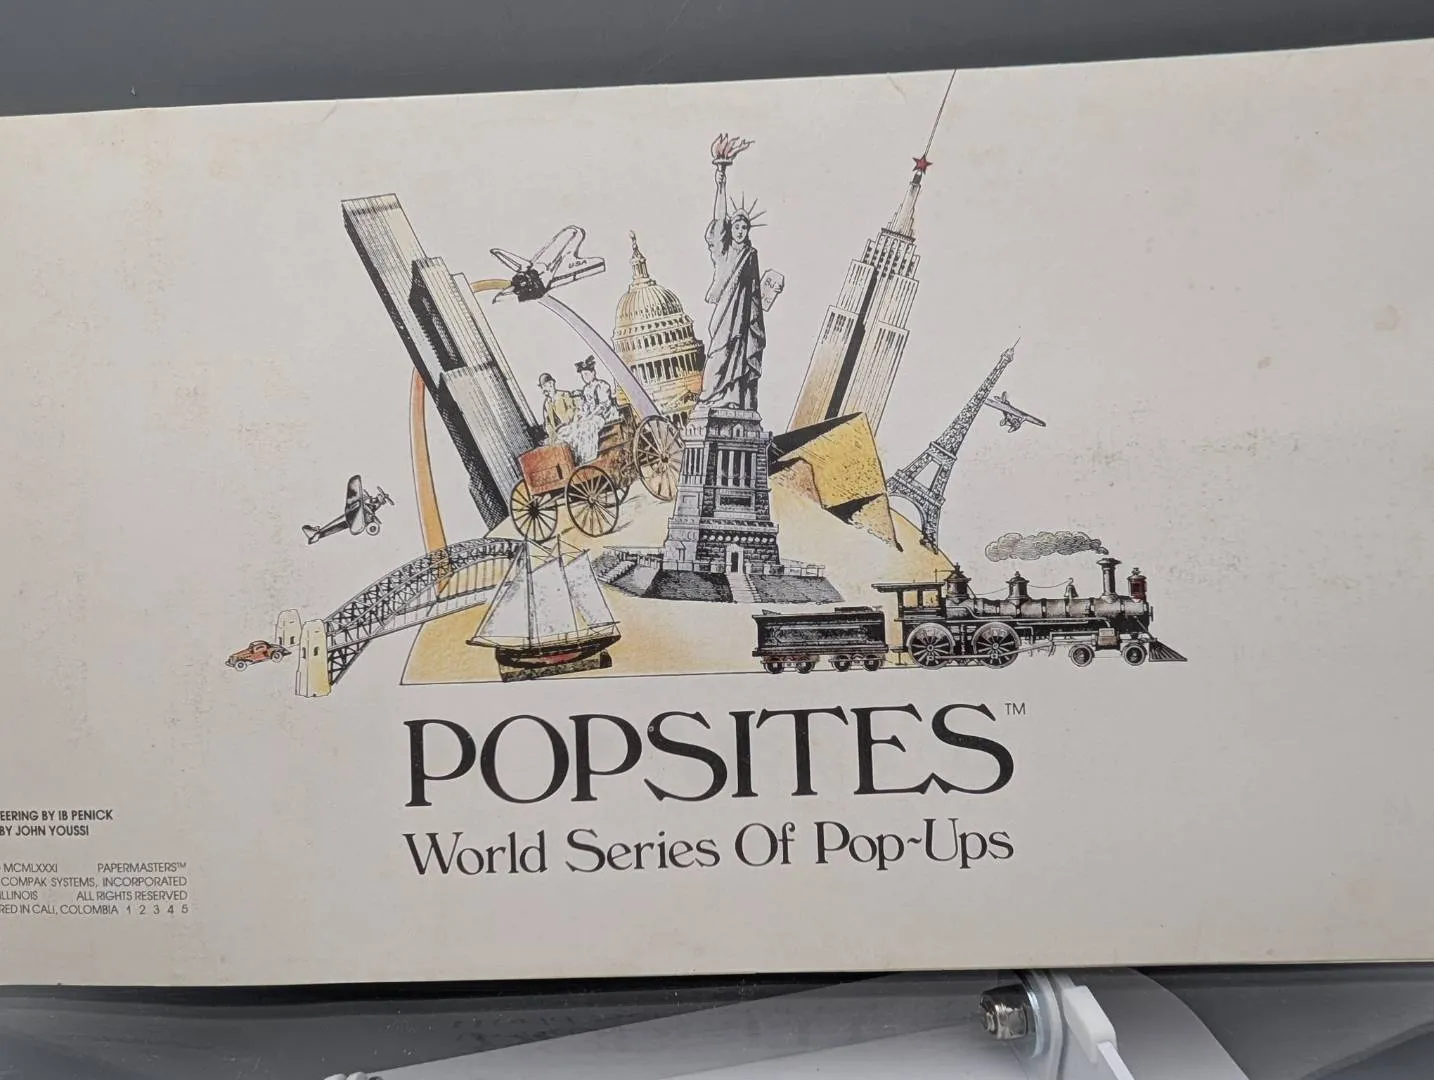 USA
POPSITES™
World Series Of Pop-Ups
EERING BY IB PENICK
BY JOHN YOUSSI
MCMLXXXI PAPERMASTERS™
COMPAK SYSTEMS, INCORPORATED
ILLINOIS ALL RIGHTS RESERVED
RED IN CALI, COLOMBIA 1 2 3 4 5